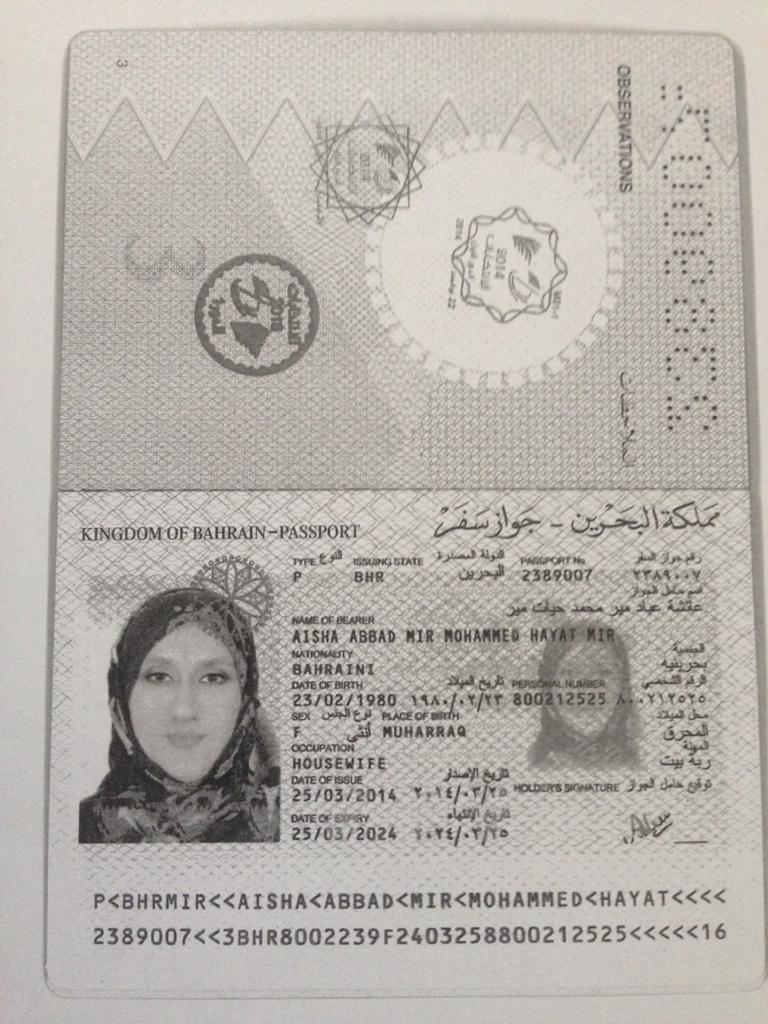 3
OBSERVATIONS
الملاحظات
2389007
3
2014
2014
2014
KINGDOM OF BAHRAIN-PASSPORT
مملكة البحرين - جواز سفر
TYPE النوع ISSUING STATE الدولة المصدرة PASSPORT No رقم جواز السفر
P BHR البحرين 2389007 ٢٣٨٩٠٠٧
اسم حامل الجواز
عائشة عباد مير محمد حيات مير
NAME OF BEARER
AISHA ABBAD MIR MOHAMMED HAYAT MIR
NATIONALITY الجنسية
BAHRAINI بحرينيه
DATE OF BIRTH تاريخ الميلاد PERSONAL NUMBER الرقم الشخصي
23/02/1980 ١٩٨٠/٠٢/٢٣ 800212525 ٨٠٠٢١٢٥٢٥
SEX نوع الجنس PLACE OF BIRTH محل الميلاد
F أنثى MUHARRAQ المحرق
OCCUPATION المهنة
HOUSEWIFE ربة بيت
DATE OF ISSUE تاريخ الإصدار HOLDER'S SIGNATURE توقيع حامل الجواز
25/03/2014 ٢٠١٤/٠٣/٢٥
DATE OF EXPIRY تاريخ الإنتهاء
25/03/2024 ٢٠٢٤/٠٣/٢٥
P<BHRMIR<<AISHA<ABBAD<MIR<MOHAMMED<HAYAT<<<<
2389007<<3BHR8002239F2403258800212525<<<<<16